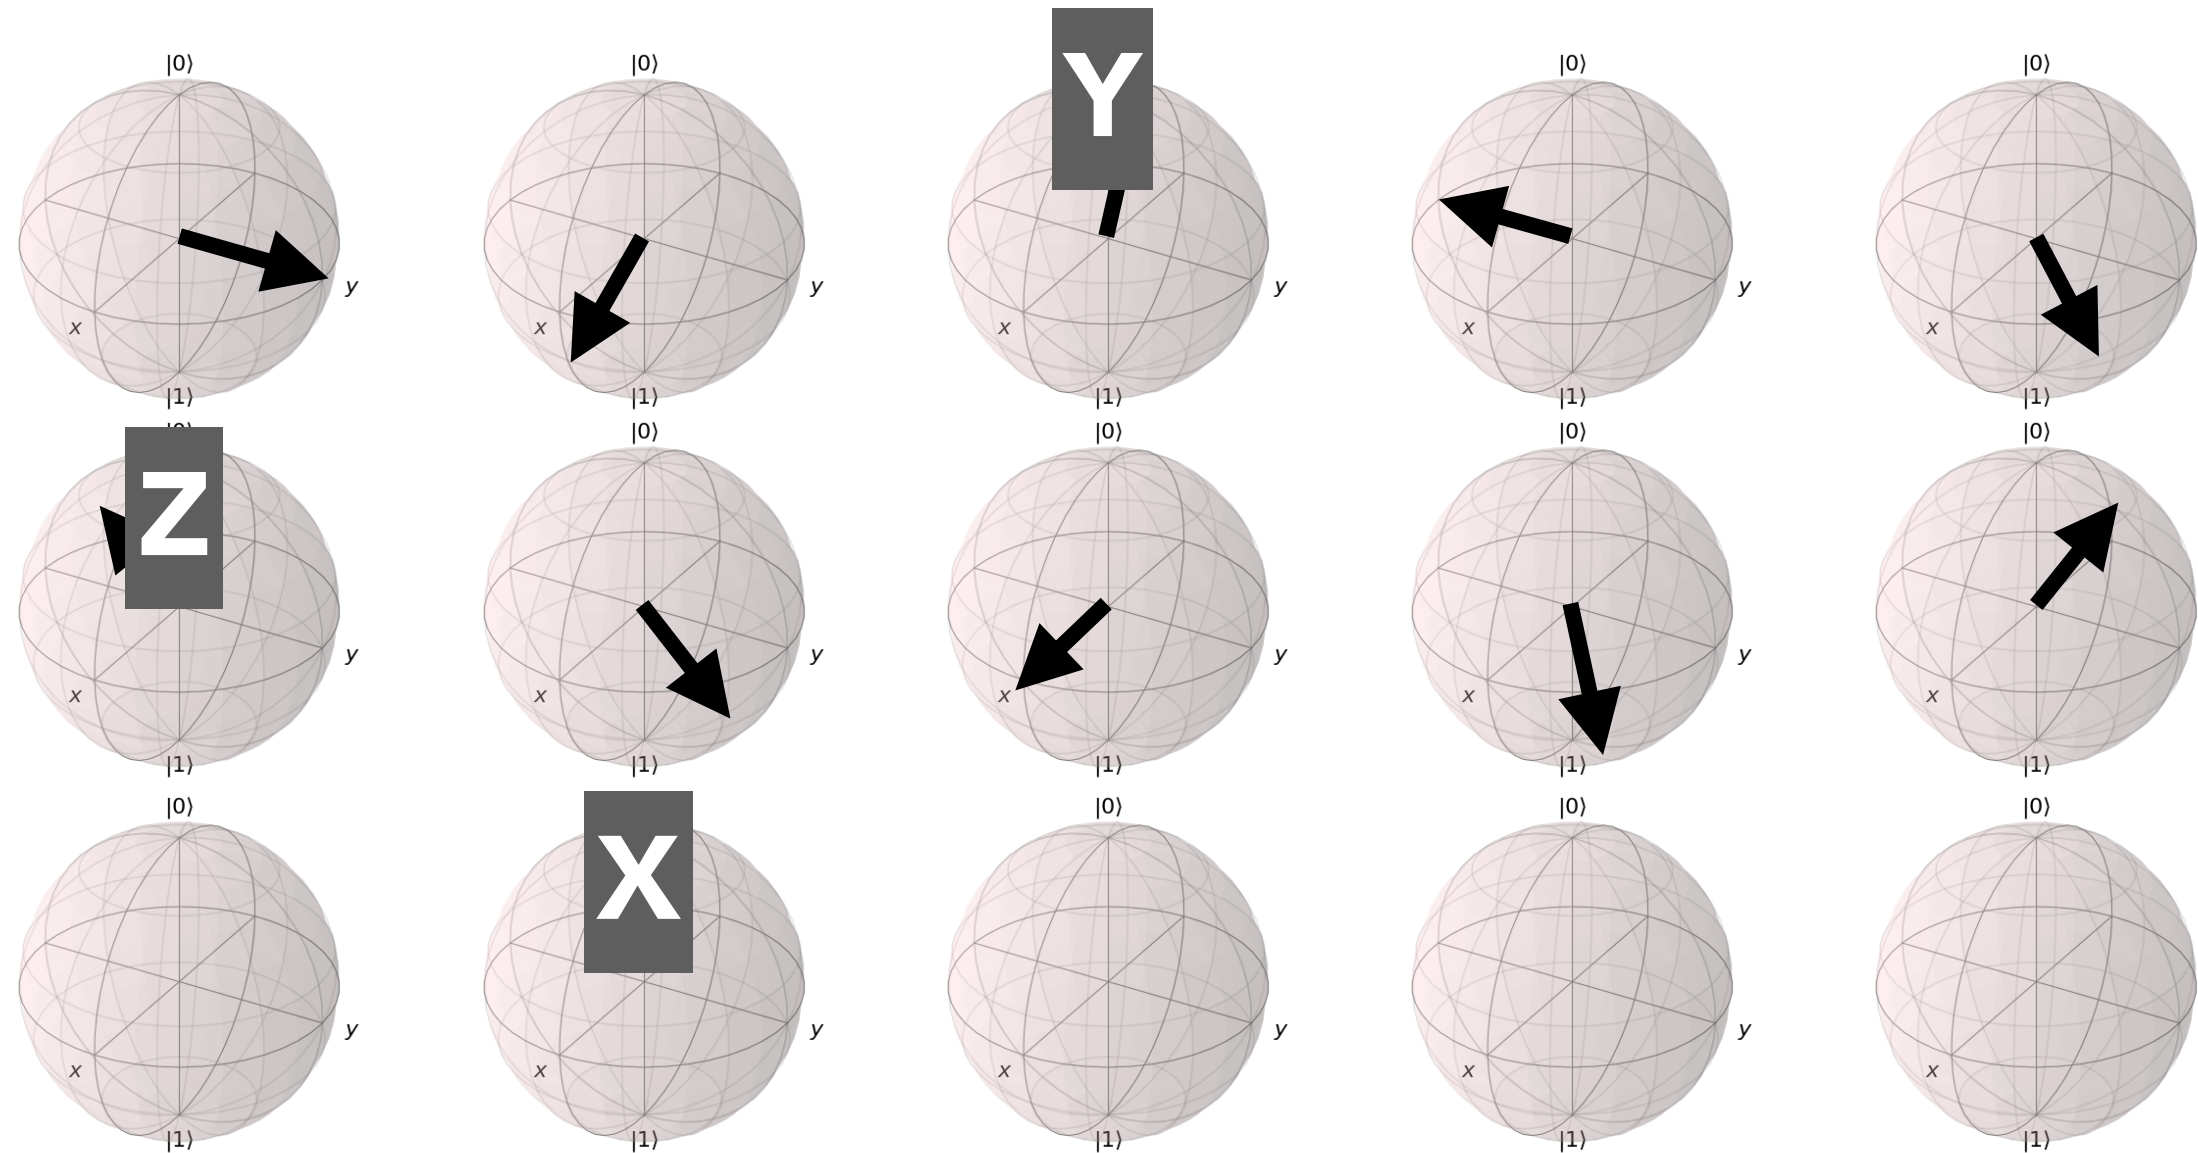 |0⟩ |0⟩ Y |0⟩ |0⟩
y y y y
x x x x x
|1⟩ |1⟩ |1⟩ |1⟩ |1⟩
|0⟩ |0⟩ |0⟩ |0⟩
Z
y y y y
x x x x x
|1⟩ |1⟩ |1⟩ |1⟩ |1⟩
|0⟩ X |0⟩ |0⟩ |0⟩
y y y y
x x x x x
|1⟩ |1⟩ |1⟩ |1⟩ |1⟩